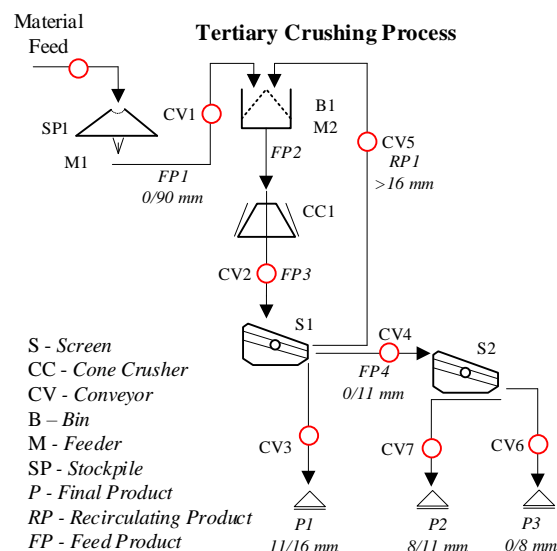 Material
Feed
Tertiary Crushing Process
SP1
CV1
B1
M2
CV5
RP1
>16 mm
M1
FP1
0/90 mm
FP2
CC1
CV2
FP3
S1
CV4
S2
FP4
0/11 mm
S - Screen
CC - Cone Crusher
CV - Conveyor
B – Bin
M - Feeder
SP - Stockpile
P - Final Product
RP - Recirculating Product
FP - Feed Product
CV3
CV7
CV6
P1
11/16 mm
P2
8/11 mm
P3
0/8 mm